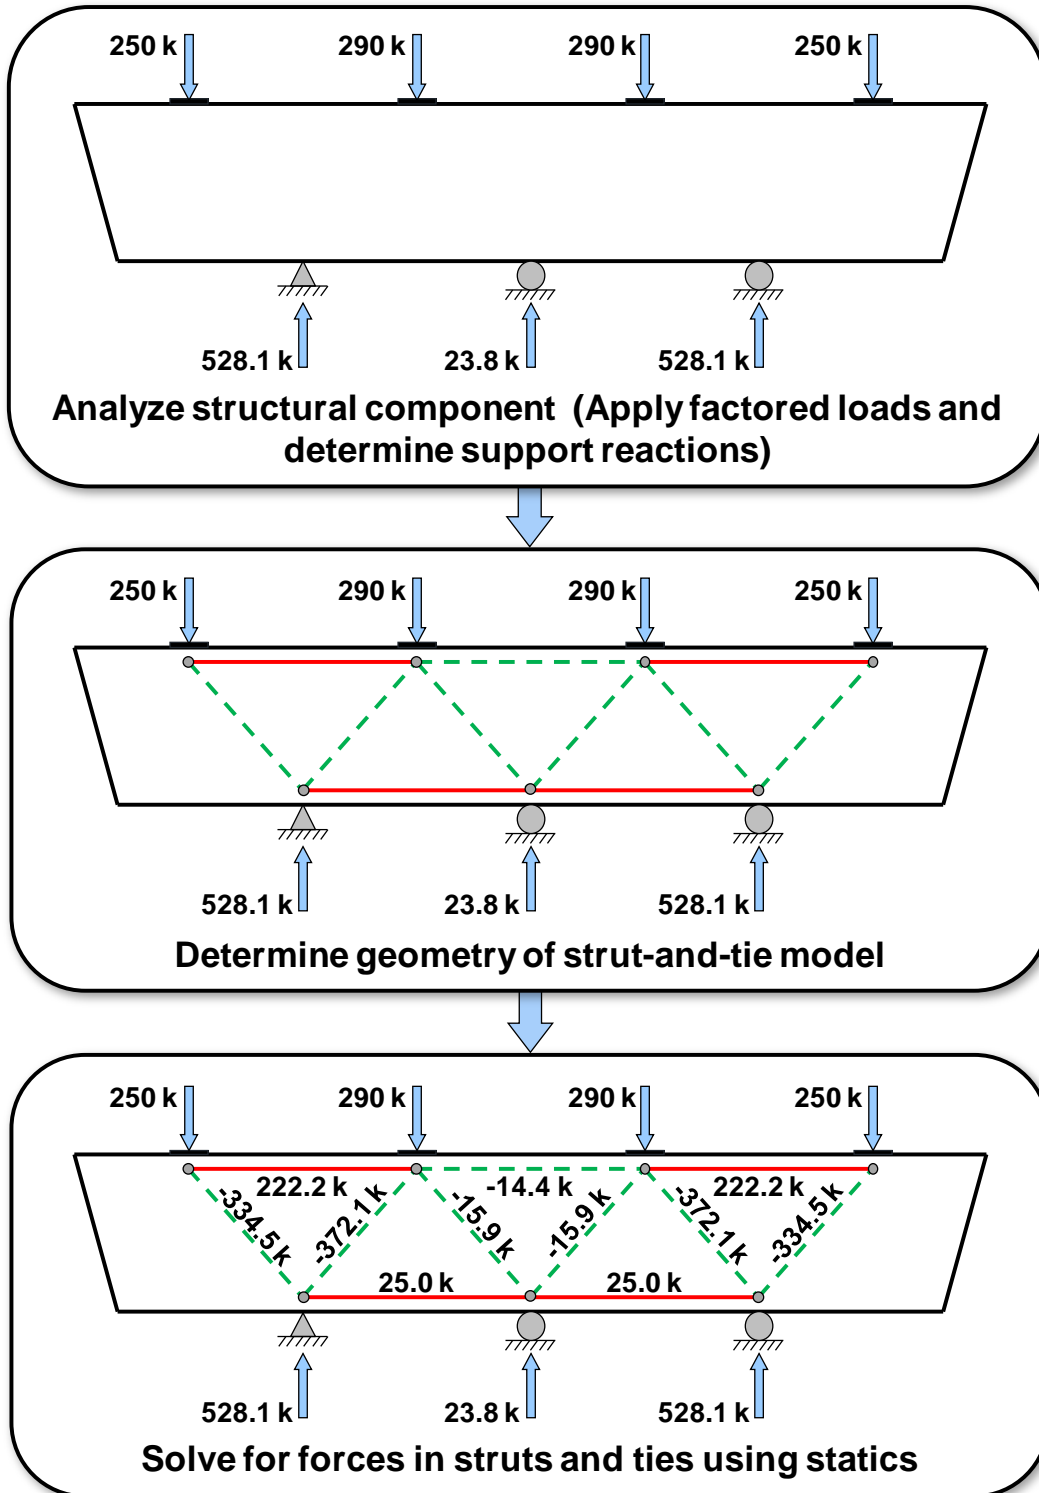 250 k 290 k 290 k 250 k
528.1 k 23.8 k 528.1 k
Analyze structural component (Apply factored loads and
determine support reactions)
250 k 290 k 290 k 250 k
528.1 k 23.8 k 528.1 k
Determine geometry of strut-and-tie model
250 k 290 k 290 k 250 k
222.2 k -14.4 k 222.2 k
-334.5 k -372.1 k -15.9 k -15.9 k -372.1 k -334.5 k
25.0 k 25.0 k
528.1 k 23.8 k 528.1 k
Solve for forces in struts and ties using statics